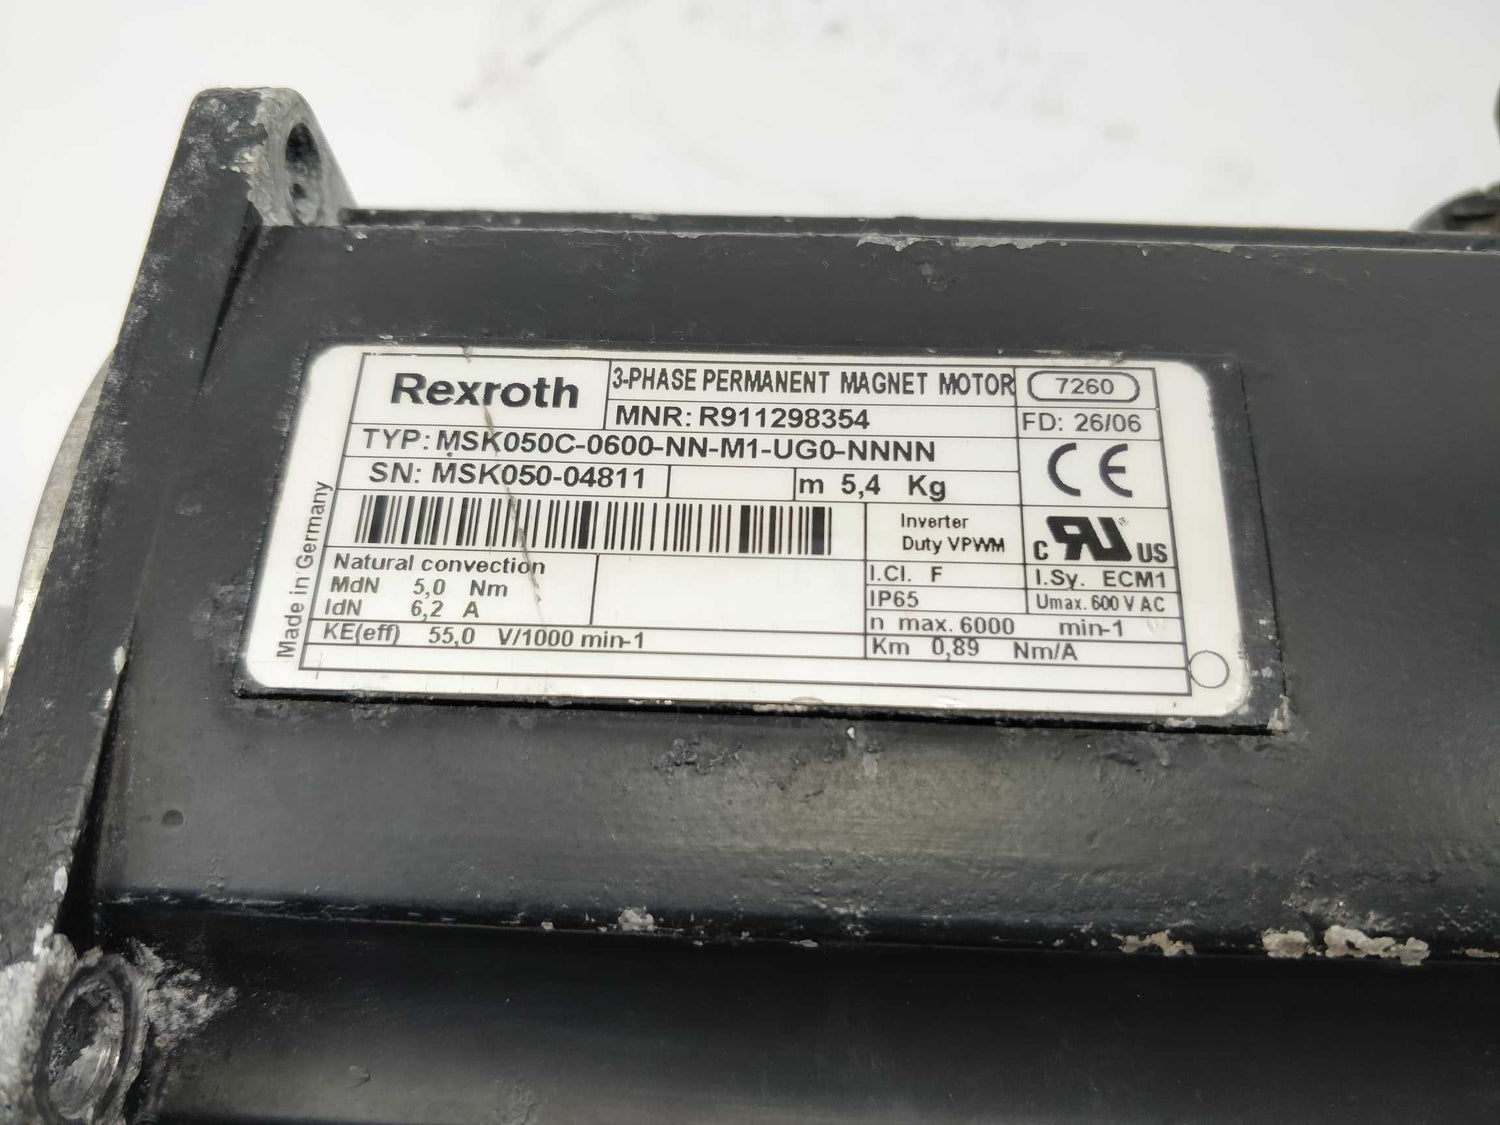 Rexroth
3-PHASE PERMANENT MAGNET MOTOR
7260
MNR: R911298354
FD: 26/06
TYP: MSK050C-0600-NN-M1-UG0-NNNN
CE
SN: MSK050-04811
m 5,4 Kg
Inverter
Duty VPWM
C RU US
Natural convection
MdN 5,0 Nm
IdN 6,2 A
I.Cl. F
I.Sy. ECM1
IP65
Umax. 600 V AC
n max. 6000 min-1
KE(eff) 55,0 V/1000 min-1
Km 0,89 Nm/A
Made in Germany